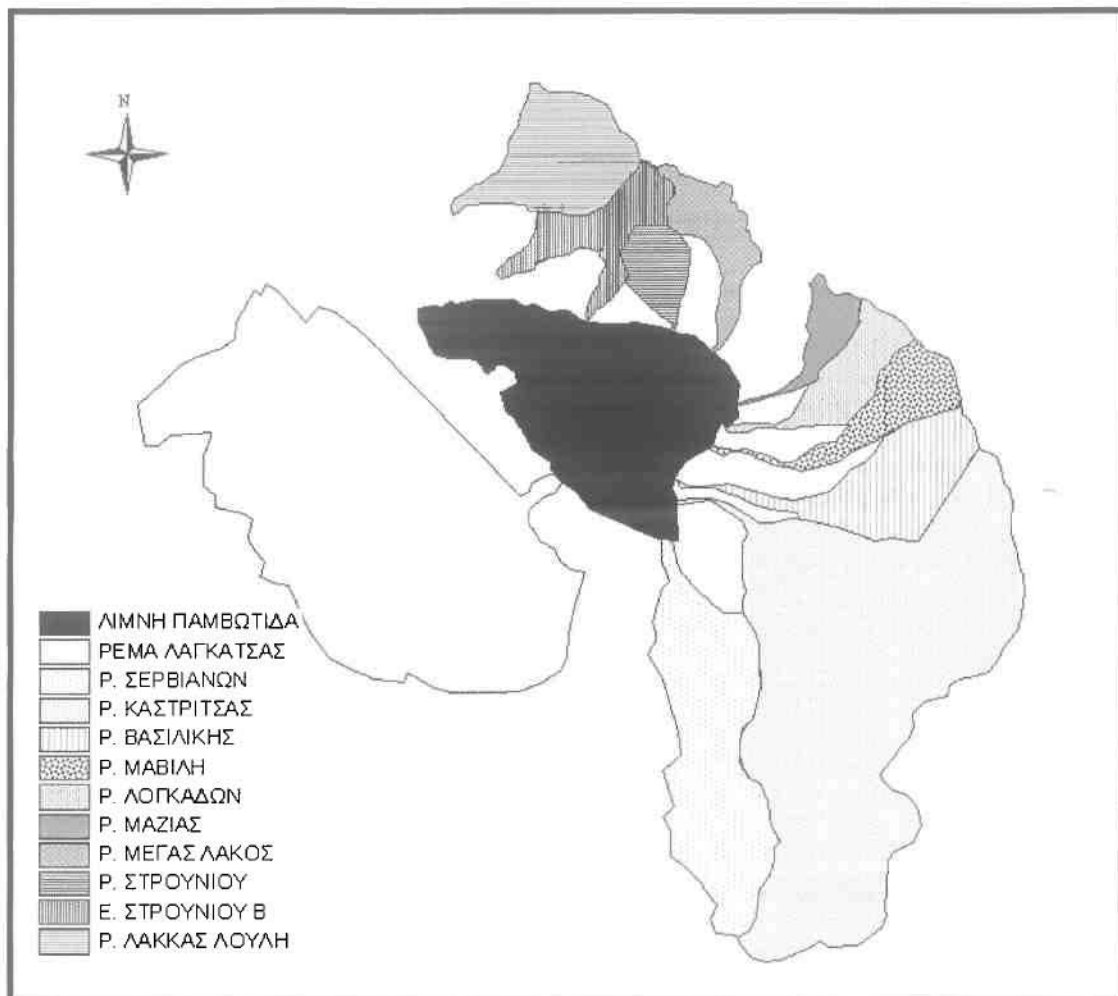 N
ΛΙΜΝΗ ΠΑΜΒΩΤΙΔΑ
ΡΕΜΑ ΛΑΓΚΑΤΣΑΣ
Ρ. ΣΕΡΒΙΑΝΩΝ
Ρ. ΚΑΣΤΡΙΤΣΑΣ
Ρ. ΒΑΣΙΛΙΚΗΣ
Ρ. ΜΑΒΙΛΗ
Ρ. ΛΟΓΚΑΔΩΝ
Ρ. ΜΑΖΙΑΣ
Ρ. ΜΕΓΑΣ ΛΑΚΟΣ
Ρ. ΣΤΡΟΥΝΙΟΥ
Ε. ΣΤΡΟΥΝΙΟΥ Β
Ρ. ΛΑΚΚΑΣ ΛΟΥΛΗ